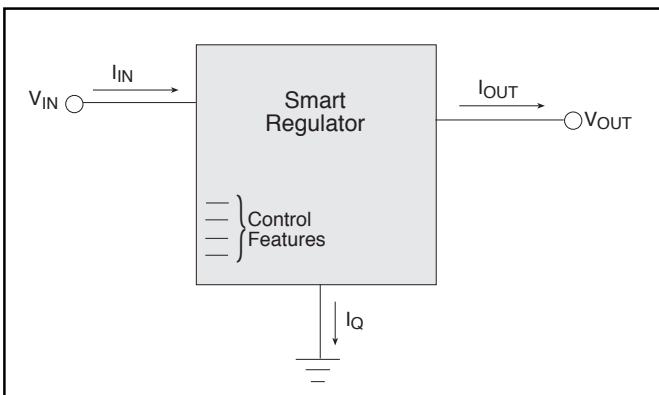 I_IN
V_IN
Smart
Regulator
I_OUT
V_OUT
Control
Features
I_Q